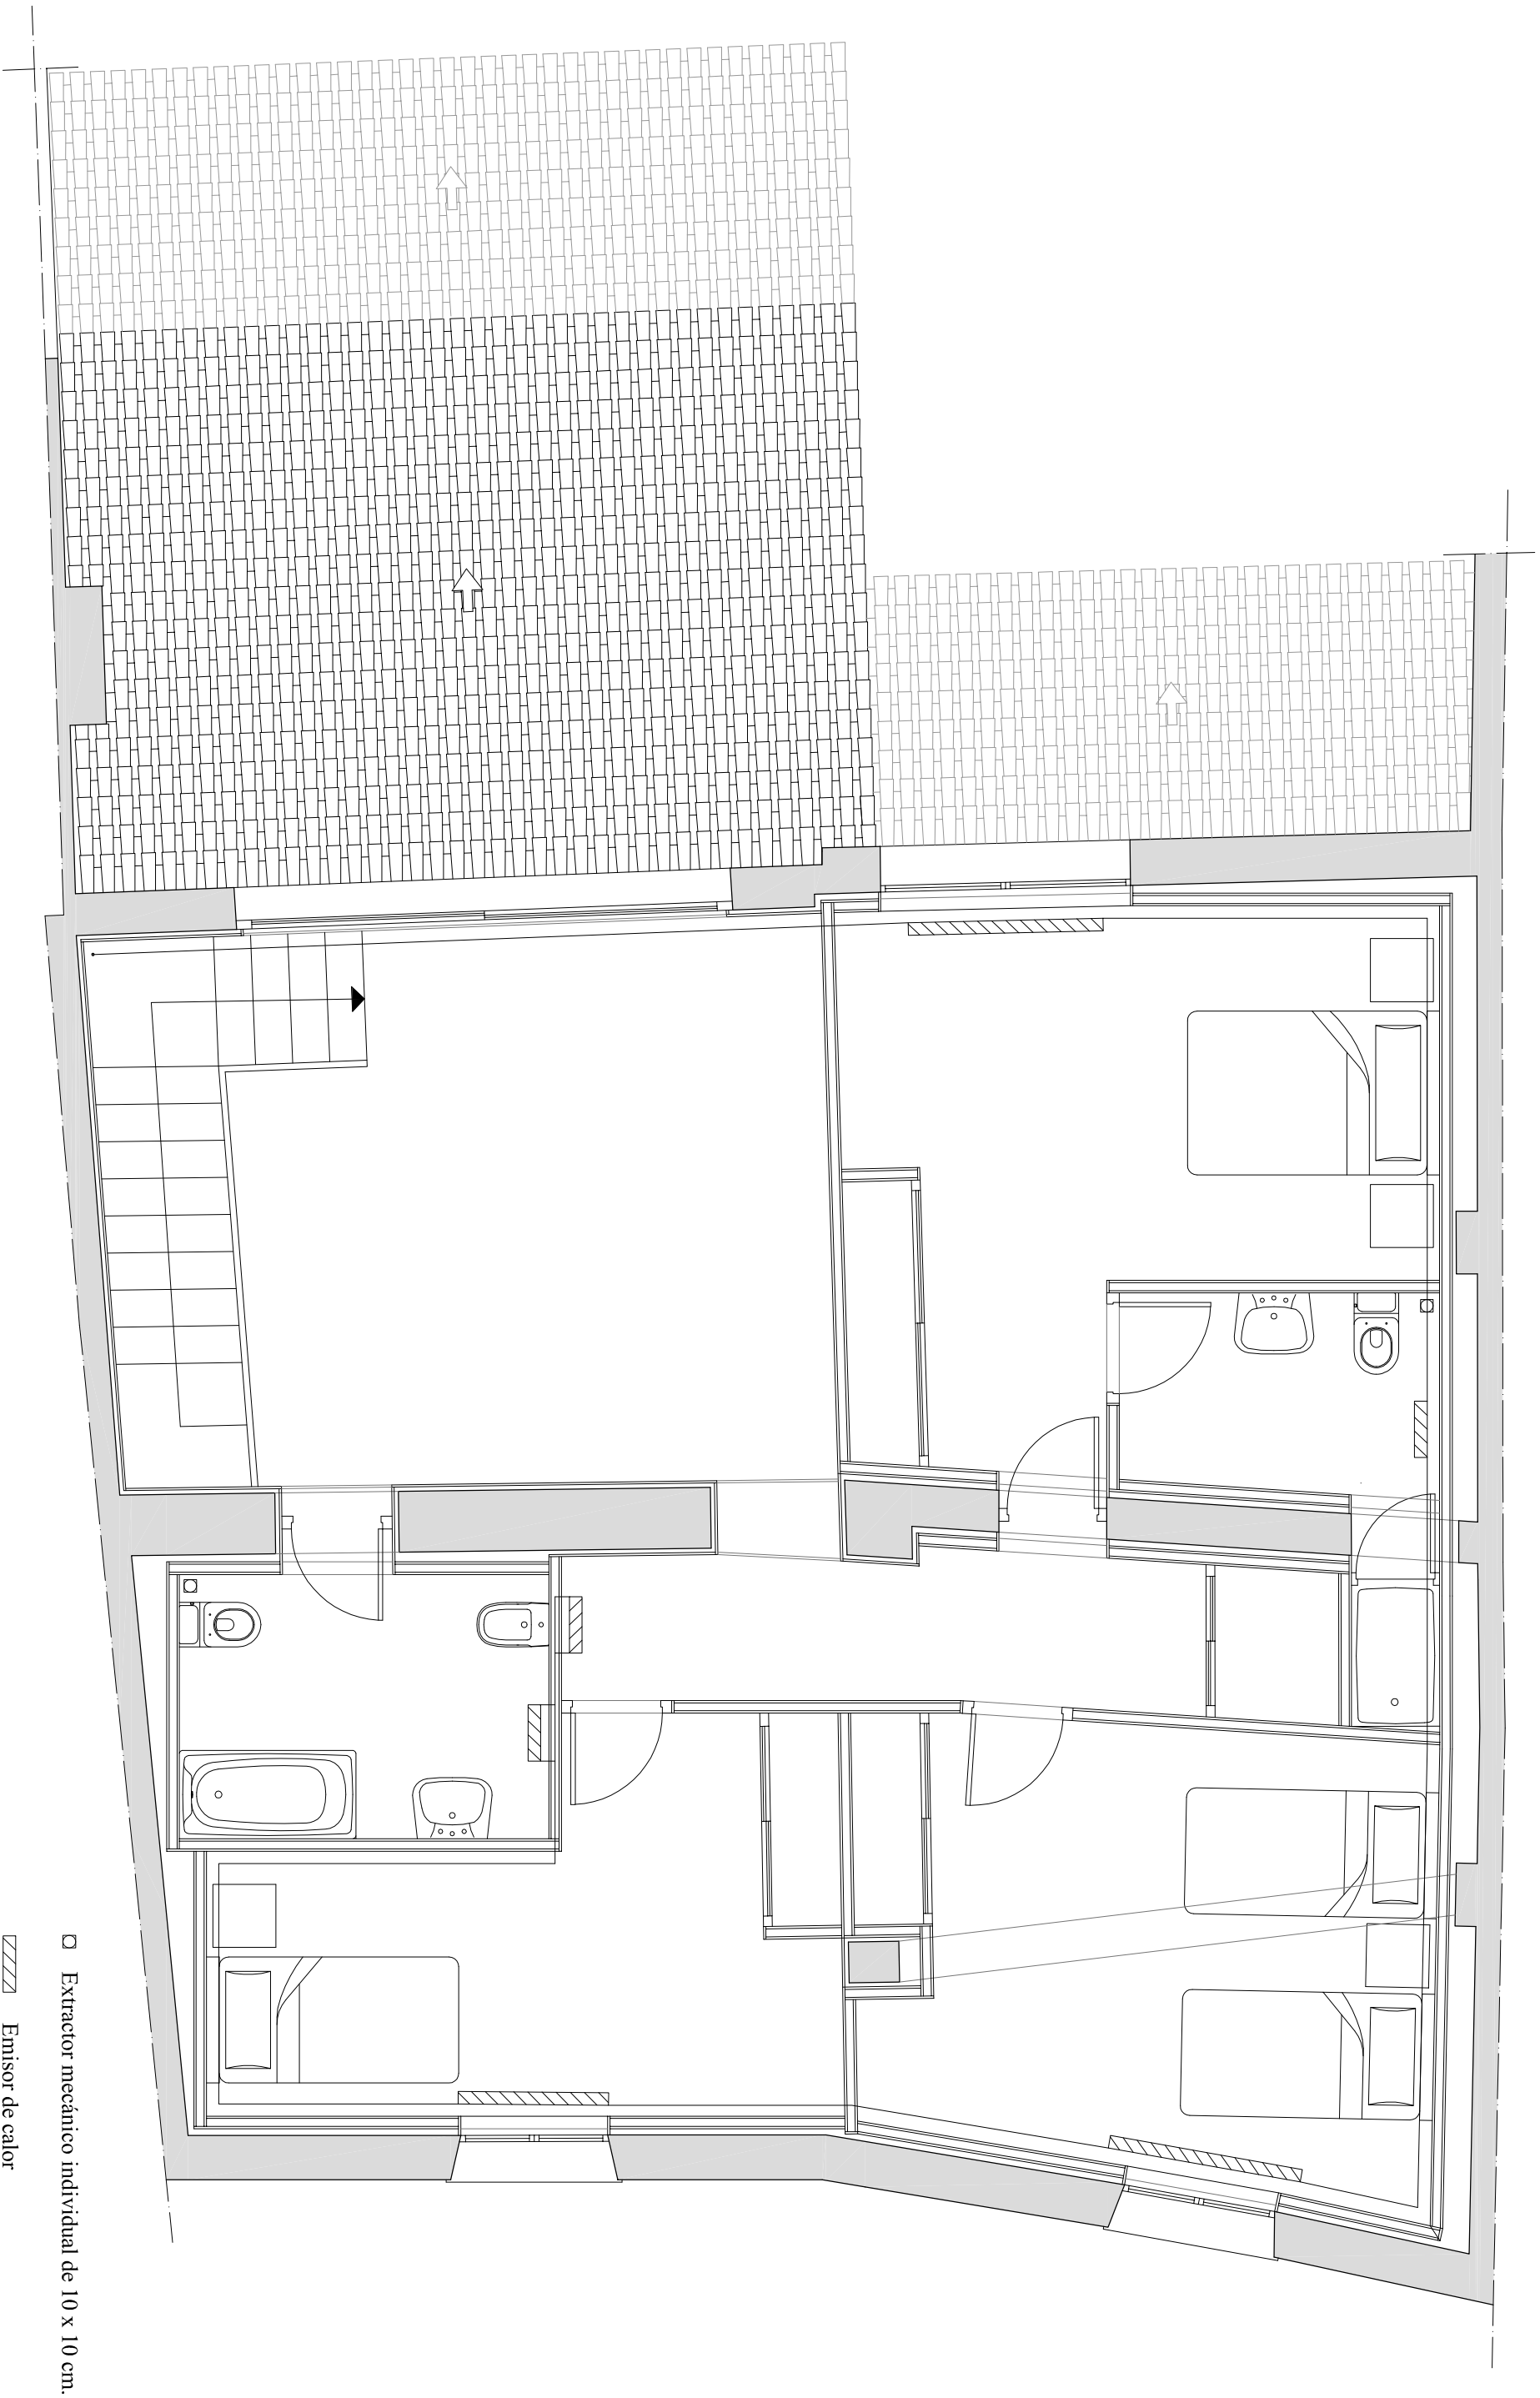 Extractor mecánico individual de 10 x 10 cm.
Emisor de calor